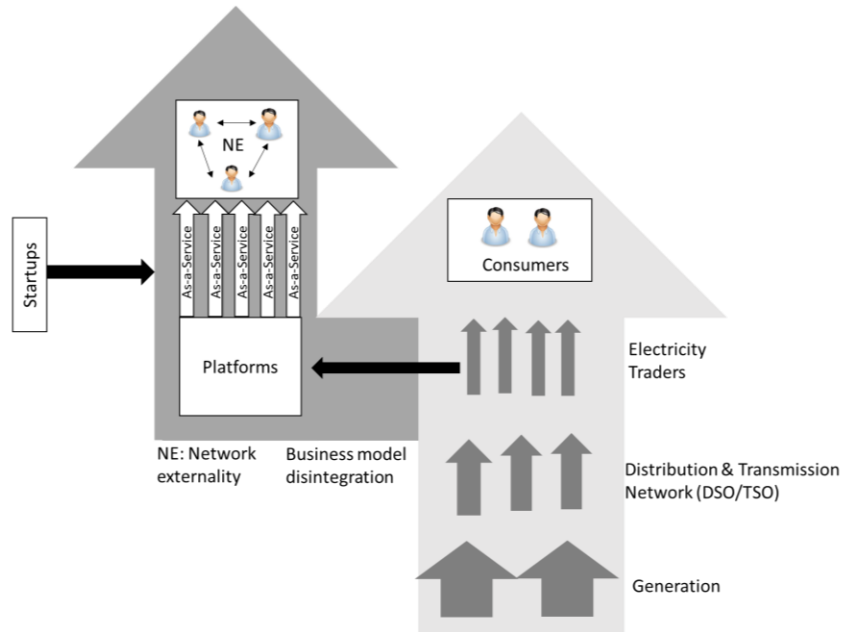 NE
As-a-Service
As-a-Service
As-a-Service
As-a-Service
As-a-Service
Startups
Platforms
NE: Network
externality
Business model
disintegration
Consumers
Electricity
Traders
Distribution & Transmission
Network (DSO/TSO)
Generation